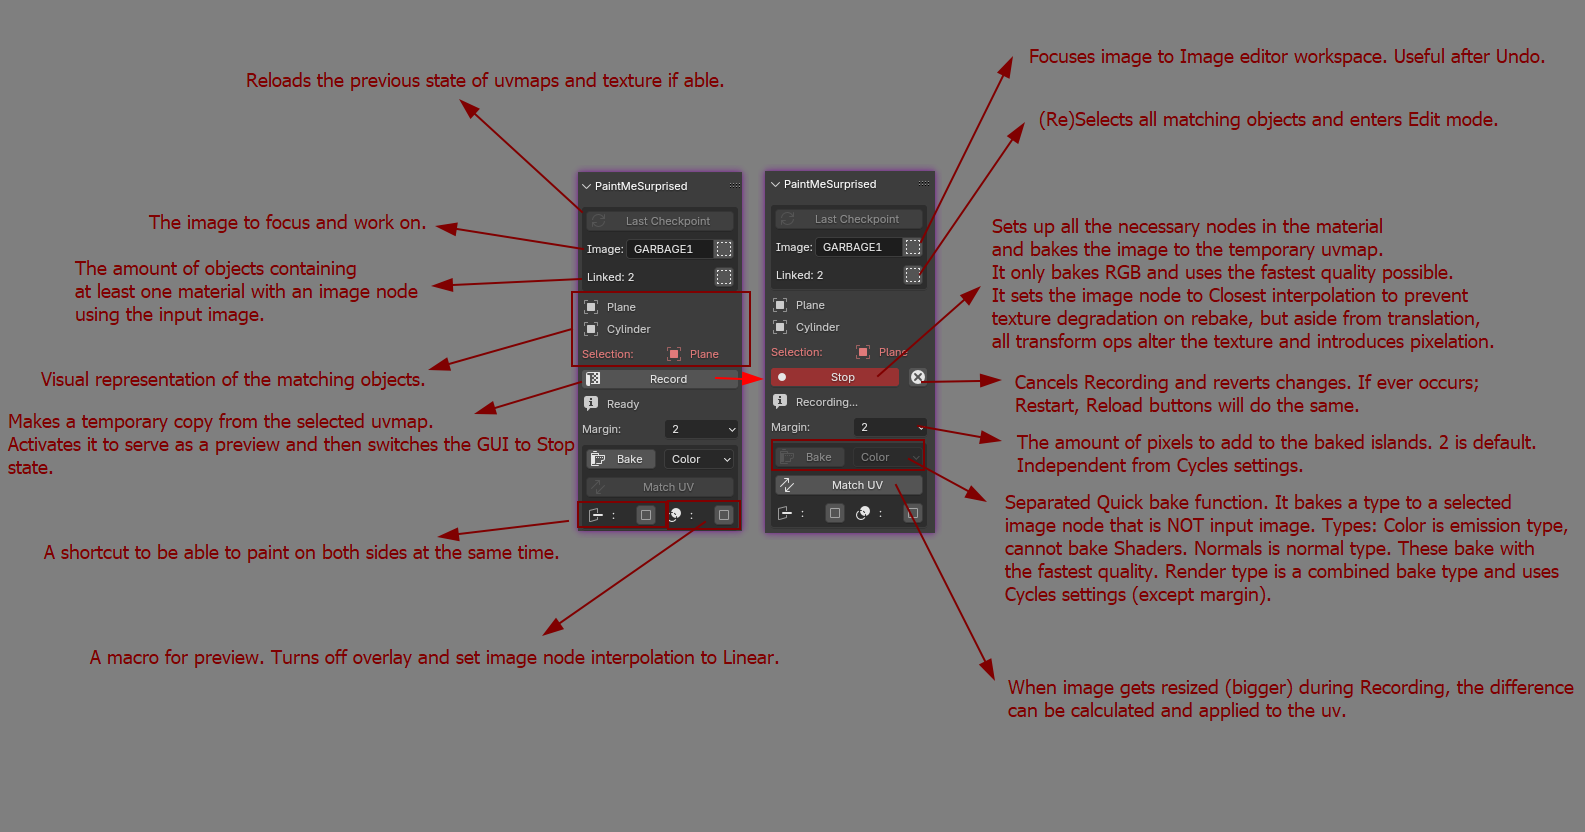 Focuses image to Image editor workspace. Useful after Undo.
Reloads the previous state of uvmaps and texture if able.
(Re)Selects all matching objects and enters Edit mode.
The image to focus and work on.
The amount of objects containing
at least one material with an image node
using the input image.
Visual representation of the matching objects.
Makes a temporary copy from the selected uvmap.
Activates it to serve as a preview and then switches the GUI to Stop
state.
A shortcut to be able to paint on both sides at the same time.
A macro for preview. Turns off overlay and set image node interpolation to Linear.
PaintMeSurprised
Last Checkpoint
Image: GARBAGE1
Linked: 2
Plane
Cylinder
Selection: Plane
Record
Ready
Margin: 2
Bake Color
Match UV
: :
PaintMeSurprised
Last Checkpoint
Image: GARBAGE1
Linked: 2
Plane
Cylinder
Selection: Plane
Stop
Recording...
Margin: 2
Bake Color
Match UV
: :
Sets up all the necessary nodes in the material
and bakes the image to the temporary uvmap.
It only bakes RGB and uses the fastest quality possible.
It sets the image node to Closest interpolation to prevent
texture degradation on rebake, but aside from translation,
all transform ops alter the texture and introduces pixelation.
Cancels Recording and reverts changes. If ever occurs;
Restart, Reload buttons will do the same.
The amount of pixels to add to the baked islands. 2 is default.
Independent from Cycles settings.
Separated Quick bake function. It bakes a type to a selected
image node that is NOT input image. Types: Color is emission type,
cannot bake Shaders. Normals is normal type. These bake with
the fastest quality. Render type is a combined bake type and uses
Cycles settings (except margin).
When image gets resized (bigger) during Recording, the difference
can be calculated and applied to the uv.